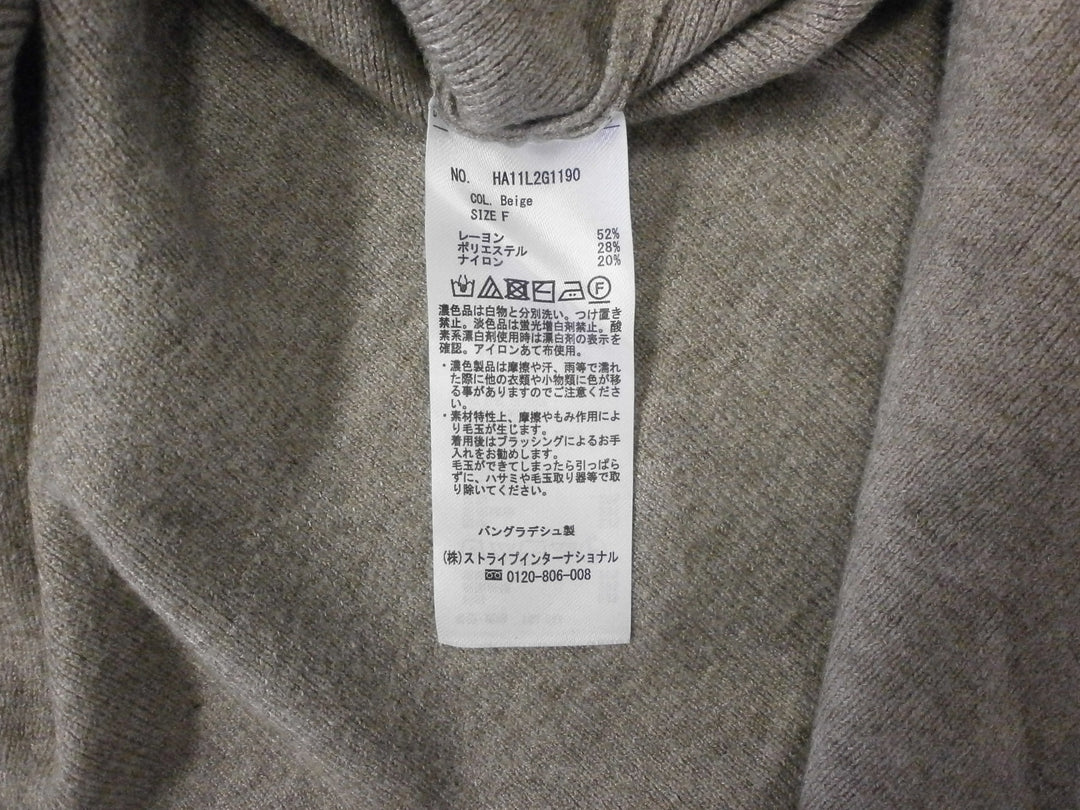 NO. HA11L2G1190
COL. Beige
SIZE F
レーヨン 52%
ポリエステル 28%
ナイロン 20%
F
濃色品は白物と分別洗い。つけ置き
禁止。淡色品は蛍光増白剤禁止。酸
素系漂白剤使用時は漂白剤の表示を
確認。アイロンあて布使用。
・濃色製品は摩擦や汗、雨等で濡れ
た際に他の衣類や小物類に色が移
る事がありますのでご注意くださ
い。
・素材特性上、摩擦やもみ作用によ
り毛玉が生じます。
着用後はブラッシングによるお手
入れをお勧めします。
毛玉ができてしまったら引っぱら
ずに、ハサミや毛玉取り器等で取
り除いてください。
バングラデシュ製
(株)ストライプインターナショナル
0120-806-008